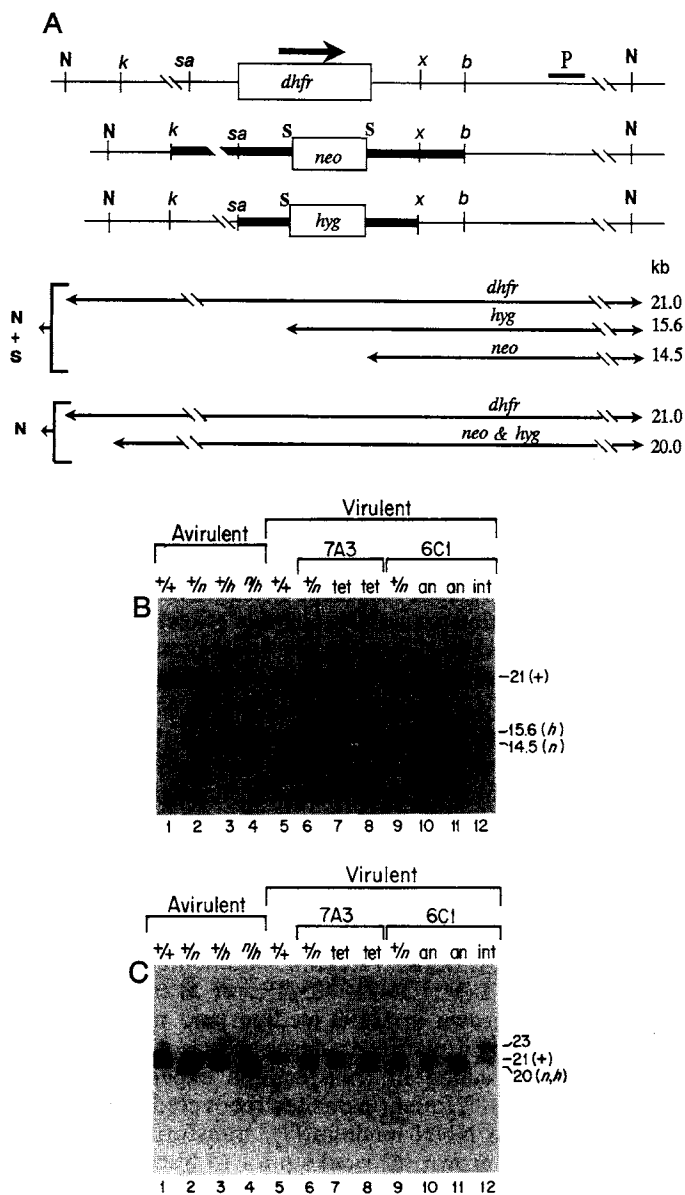 A
N k sa dhfr x b P N
N k sa S neo S x b N
N k sa S hyg x b N
kb
N + S
dhfr 21.0
hyg 15.6
neo 14.5
N
dhfr 21.0
neo & hyg 20.0
Virulent
Avirulent 7A3 6C1
+/+ +/n +/h n/h +/+ +/n tet tet +/n an an int
B
21 (+)
15.6 (h)
14.5 (n)
1 2 3 4 5 6 7 8 9 10 11 12
Virulent
Avirulent 7A3 6C1
+/+ +/n +/h n/h +/+ +/n tet tet +/n an an int
C
23
21 (+)
20 (n,h)
1 2 3 4 5 6 7 8 9 10 11 12